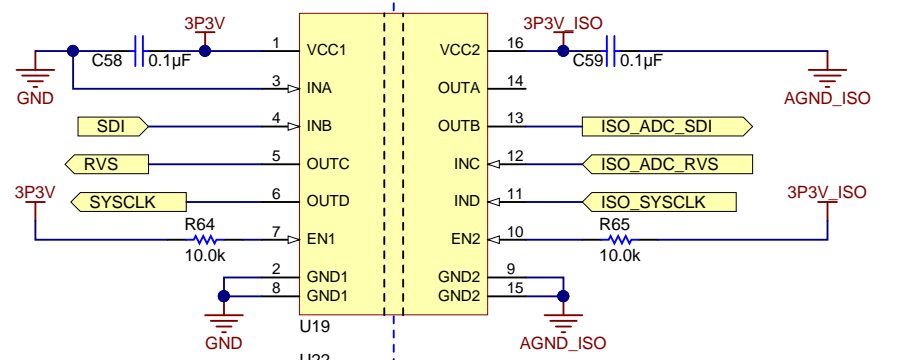 3P3V
3P3V_ISO
1
VCC1
VCC2
16
C58
0.1µF
C59
0.1µF
3
INA
OUTA
14
GND
AGND_ISO
SDI
4
INB
OUTB
13
ISO_ADC_SDI
RVS
5
OUTC
INC
12
ISO_ADC_RVS
3P3V
SYSCLK
6
OUTD
IND
11
ISO_SYSCLK
3P3V_ISO
R64
R65
7
EN1
EN2
10
10.0k
10.0k
2
GND1
GND2
9
8
GND1
GND2
15
U19
GND
AGND_ISO